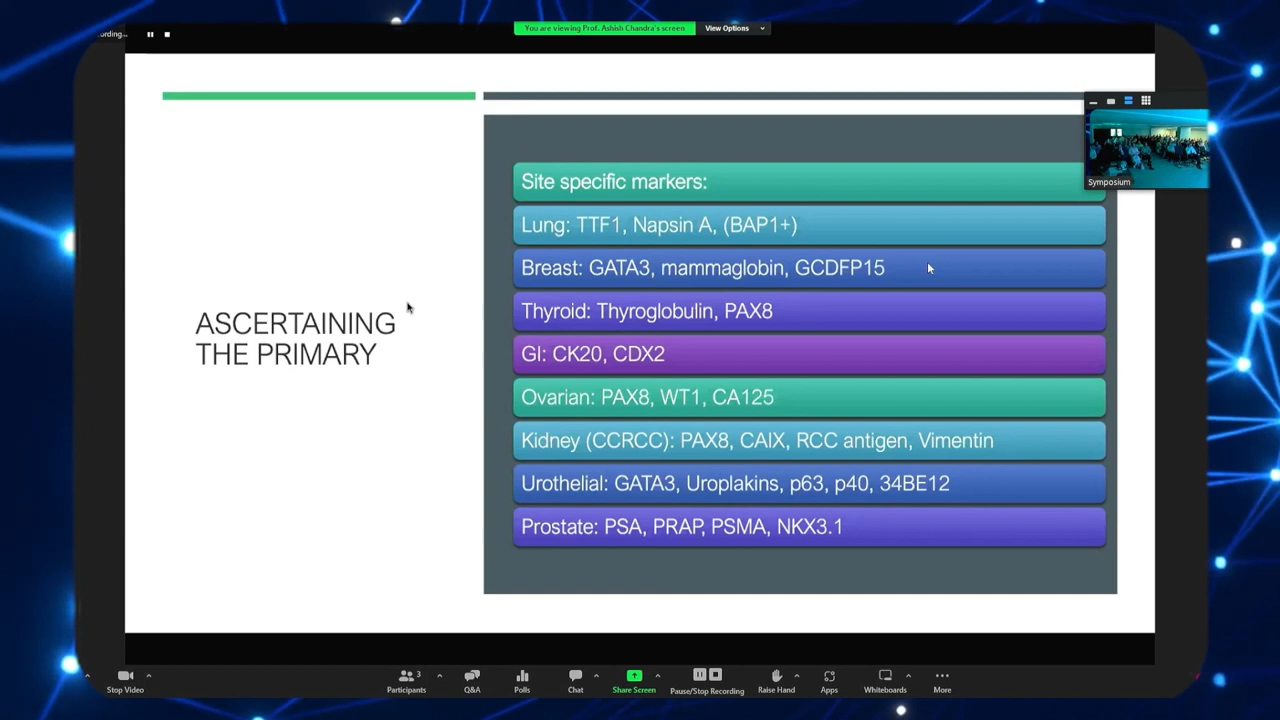 ording...
You are viewing Prof. Ashish Chandra's screen
View Options
Symposium
ASCERTAINING
THE PRIMARY
Site specific markers:
Lung: TTF1, Napsin A, (BAP1+)
Breast: GATA3, mammaglobin, GCDFP15
Thyroid: Thyroglobulin, PAX8
GI: CK20, CDX2
Ovarian: PAX8, WT1, CA125
Kidney (CCRCC): PAX8, CAIX, RCC antigen, Vimentin
Urothelial: GATA3, Uroplakins, p63, p40, 34BE12
Prostate: PSA, PRAP, PSMA, NKX3.1
Stop Video
Participants 3
Q&A
Polls
Chat
Share Screen
Pause/Stop Recording
Raise Hand
Apps
Whiteboards
More